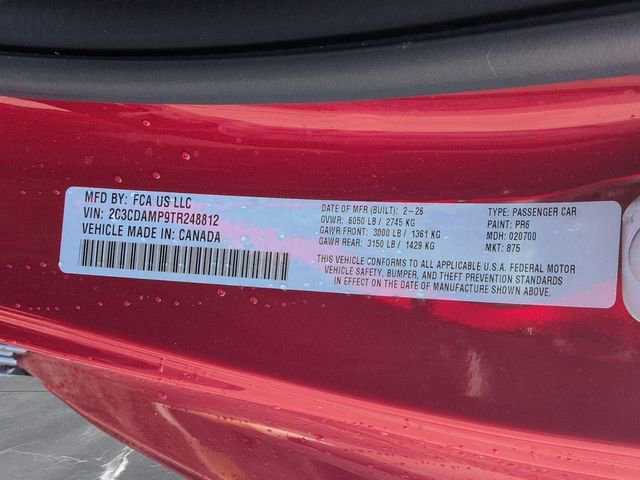 MFD BY: FCA US LLC
VIN: 2C3CDAMP9TR248812
VEHICLE MADE IN: CANADA
DATE OF MFR (BUILT): 2-26
GVWR: 6050 LB / 2745 KG
GAWR FRONT: 3000 LB / 1361 KG
GAWR REAR: 3150 LB / 1429 KG
TYPE: PASSENGER CAR
PAINT: PR6
MDH: 020700
MKT: 875
THIS VEHICLE CONFORMS TO ALL APPLICABLE U.S.A. FEDERAL MOTOR
VEHICLE SAFETY, BUMPER, AND THEFT PREVENTION STANDARDS
IN EFFECT ON THE DATE OF MANUFACTURE SHOWN ABOVE.